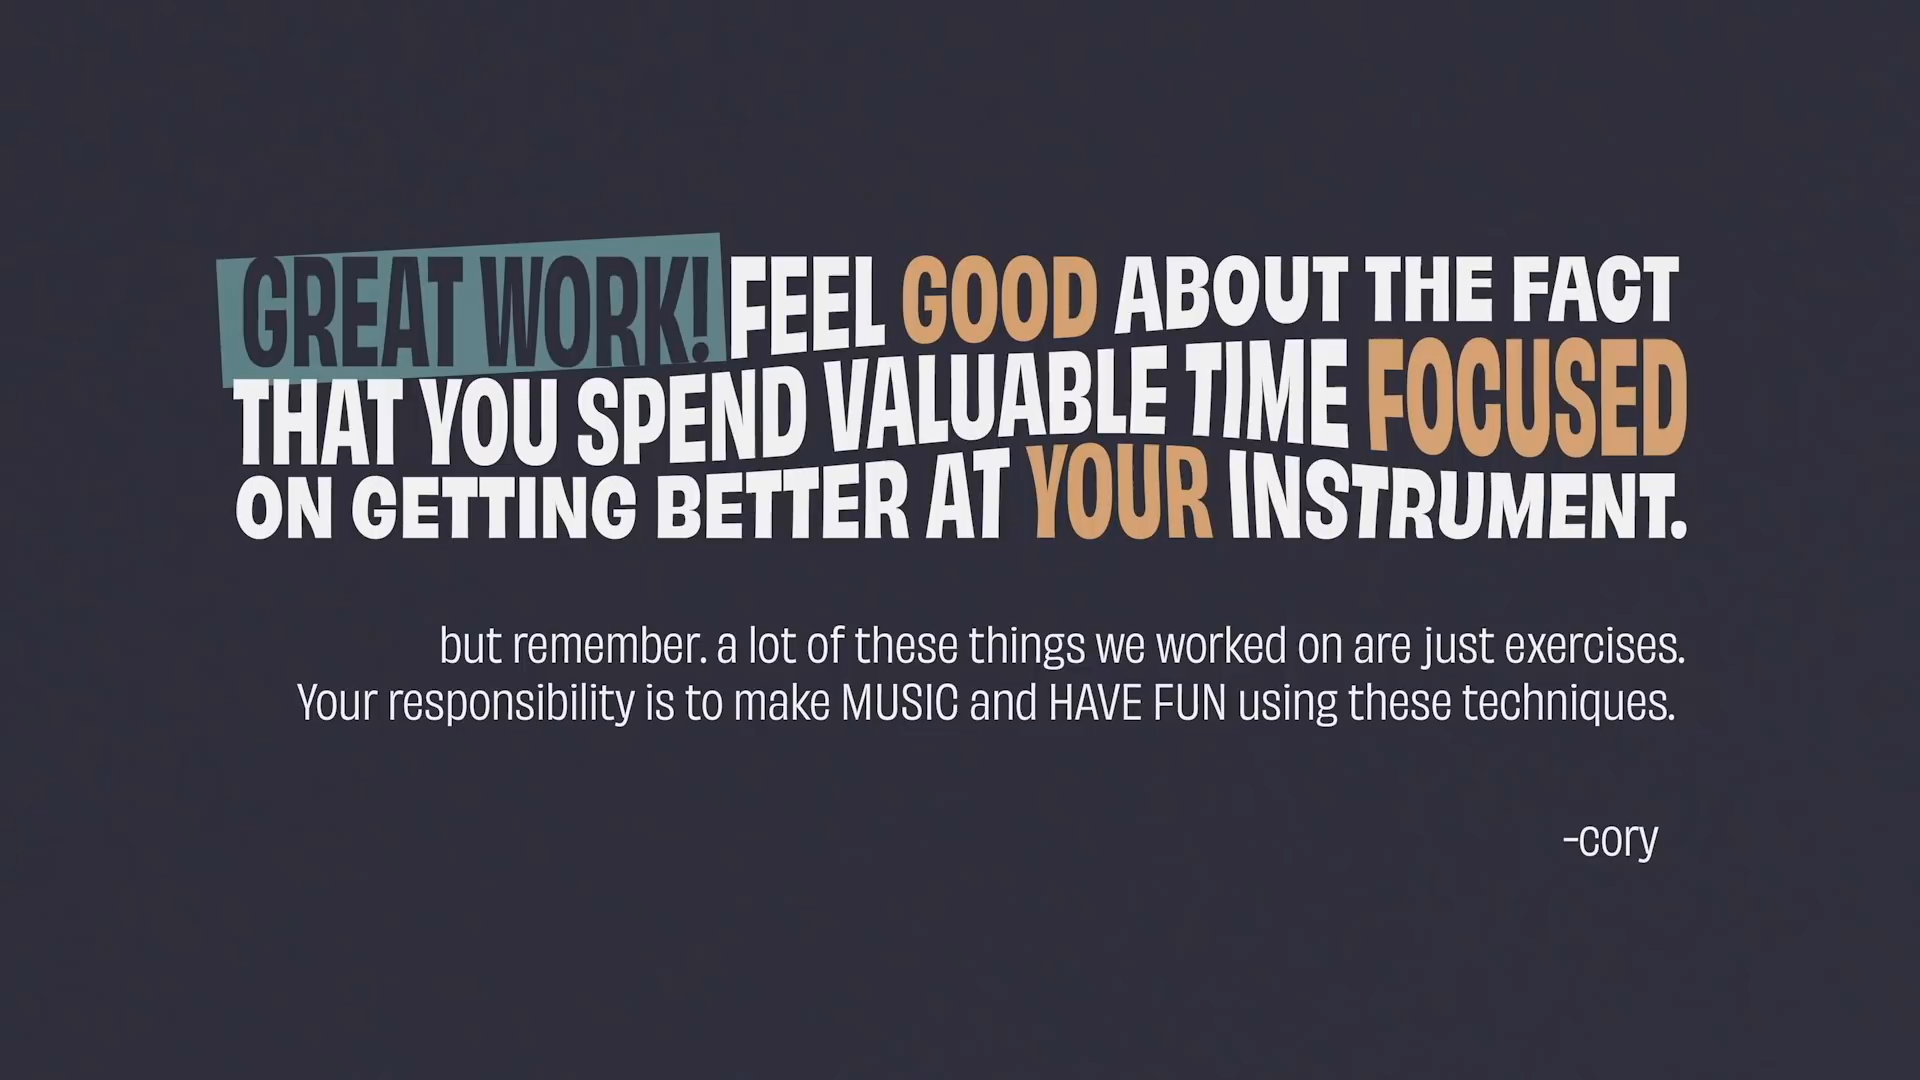 GREAT WORK! FEEL GOOD ABOUT THE FACT
THAT YOU SPEND VALUABLE TIME FOCUSED
ON GETTING BETTER AT YOUR INSTRUMENT.
but remember. a lot of these things we worked on are just exercises.
Your responsibility is to make MUSIC and HAVE FUN using these techniques.
-cory